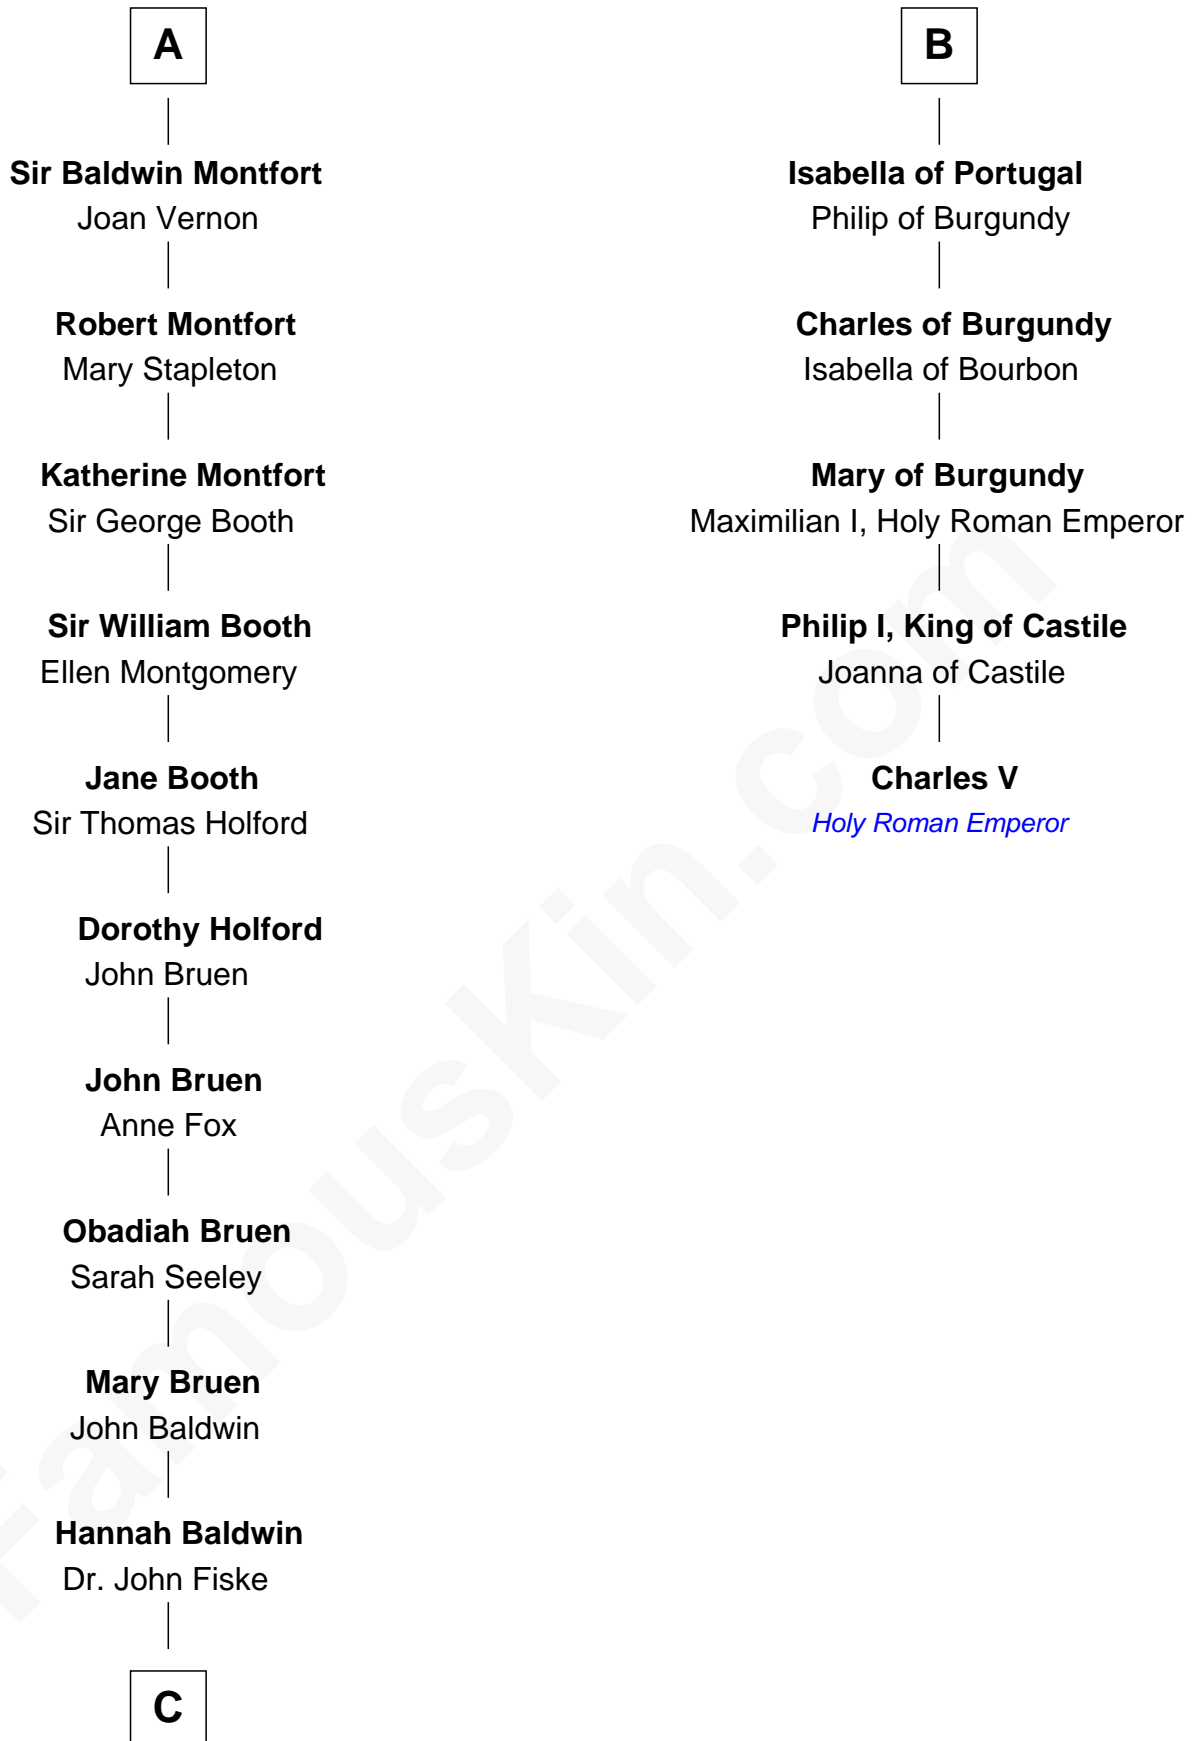 A
Sir Baldwin Montfort
Joan Vernon
Robert Montfort
Mary Stapleton
Katherine Montfort
Sir George Booth
Sir William Booth
Ellen Montgomery
Jane Booth
Sir Thomas Holford
Dorothy Holford
John Bruen
John Bruen
Anne Fox
Obadiah Bruen
Sarah Seeley
Mary Bruen
John Baldwin
Hannah Baldwin
Dr. John Fiske
C
B
Isabella of Portugal
Philip of Burgundy
Charles of Burgundy
Isabella of Bourbon
Mary of Burgundy
Maximilian I, Holy Roman Emperor
Philip I, King of Castile
Joanna of Castile
Charles V
Holy Roman Emperor
FamousKin.com